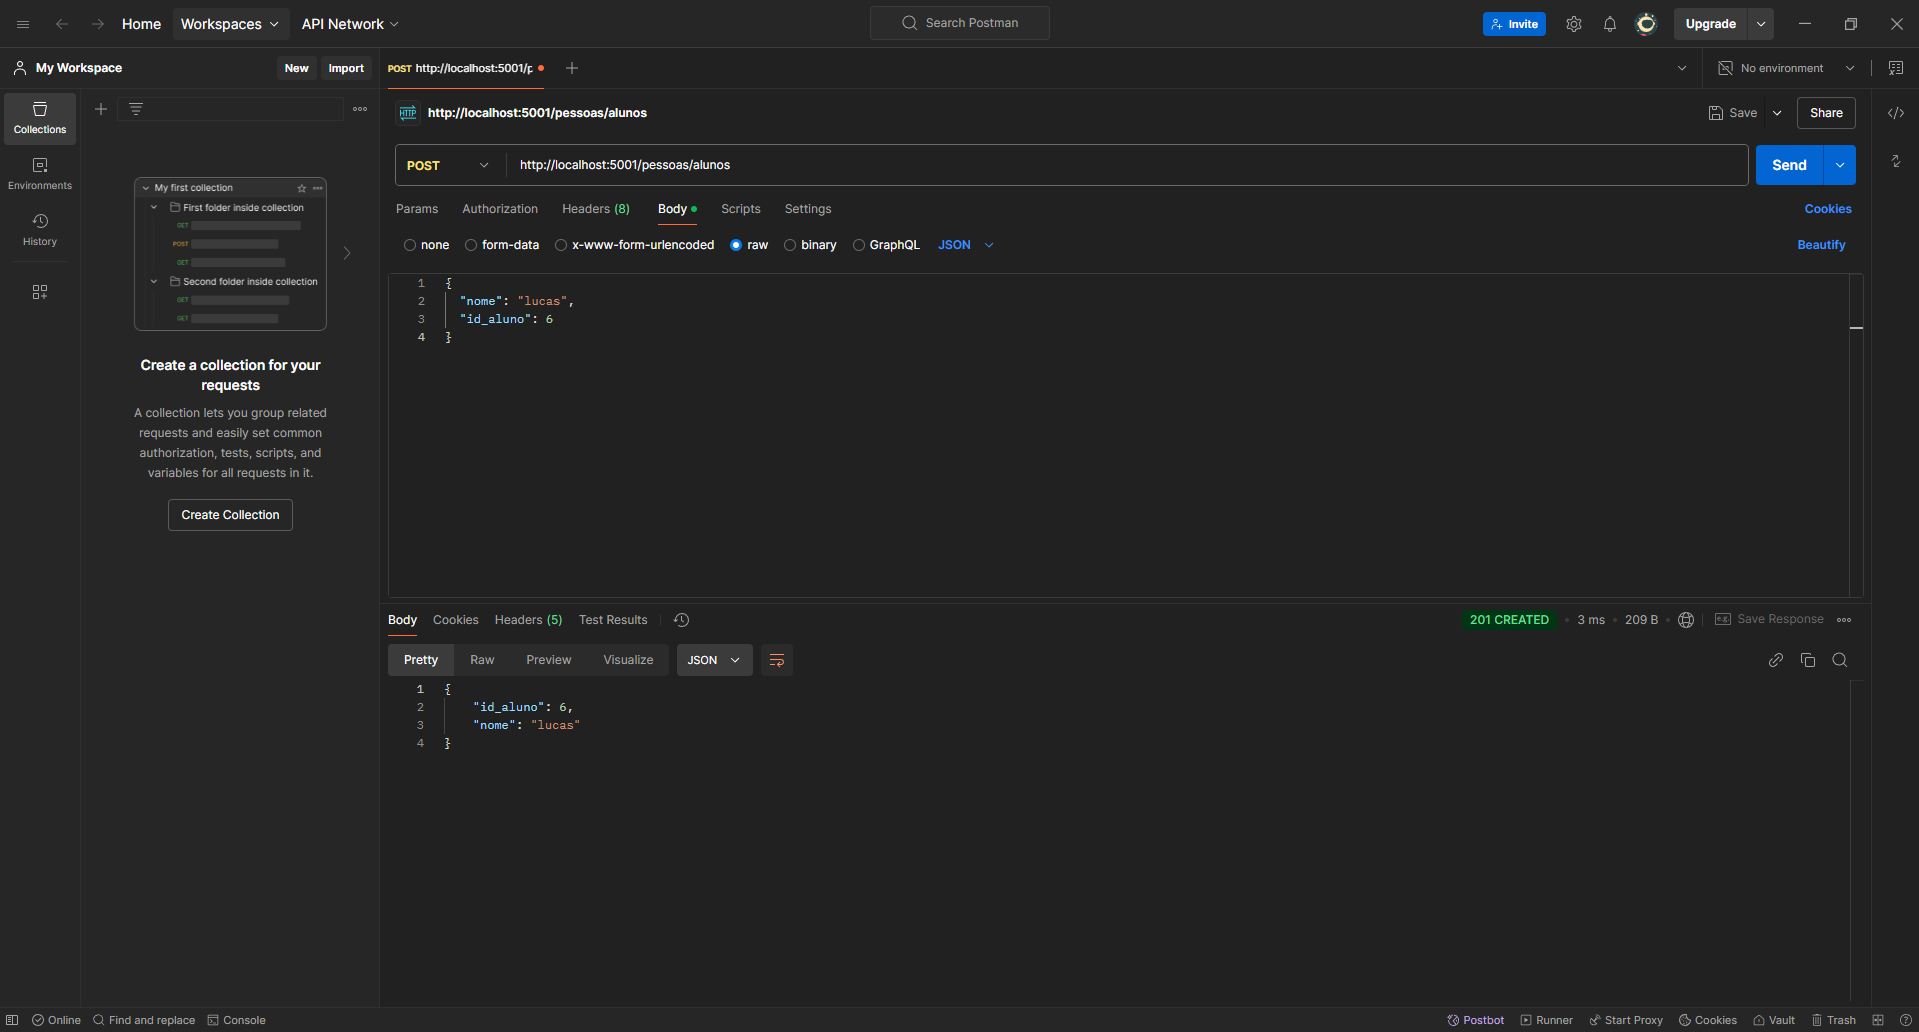 Home Workspaces API Network Search Postman Invite Upgrade
My Workspace New Import POST http://localhost:5001/p No environment
Collections
Environments
History
My first collection
First folder inside collection
GET
POST
GET
Second folder inside collection
GET
GET
Create a collection for your
requests
A collection lets you group related
requests and easily set common
authorization, tests, scripts, and
variables for all requests in it.
Create Collection
HTTP http://localhost:5001/pessoas/alunos Save Share
POST http://localhost:5001/pessoas/alunos Send
Params Authorization Headers (8) Body Scripts Settings Cookies
none form-data x-www-form-urlencoded raw binary GraphQL JSON Beautify
1 {
2 "nome": "lucas",
3 "id_aluno": 6
4 }
Body Cookies Headers (5) Test Results 201 CREATED 3 ms 209 B e.g. Save Response
Pretty Raw Preview Visualize JSON
1 {
2 "id_aluno": 6,
3 "nome": "lucas"
4 }
Online Find and replace Console Postbot Runner Start Proxy Cookies Vault Trash